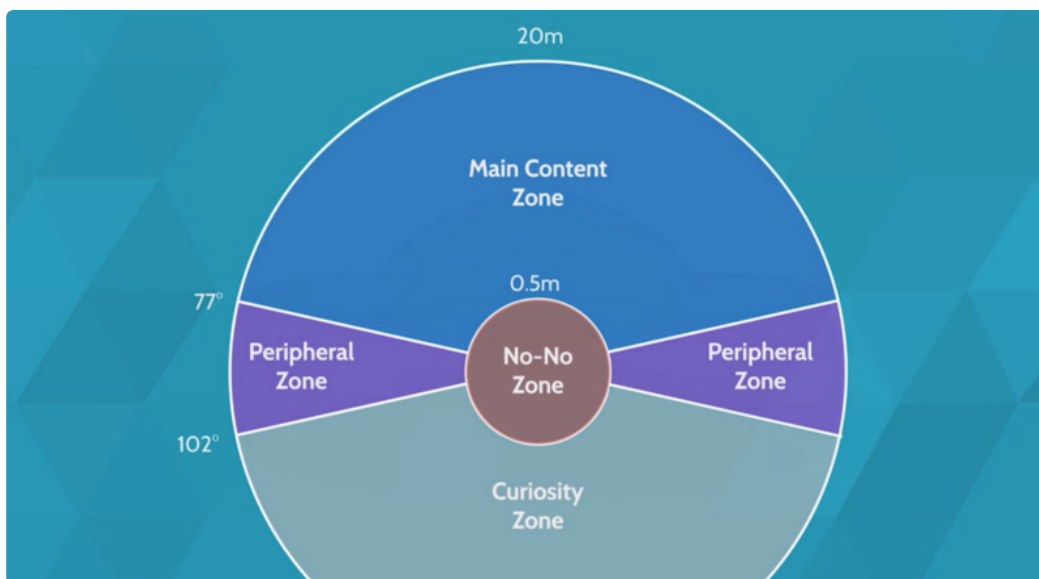 20m
Main Content
Zone
0.5m
77°
Peripheral
Zone
No-No
Zone
Peripheral
Zone
102°
Curiosity
Zone